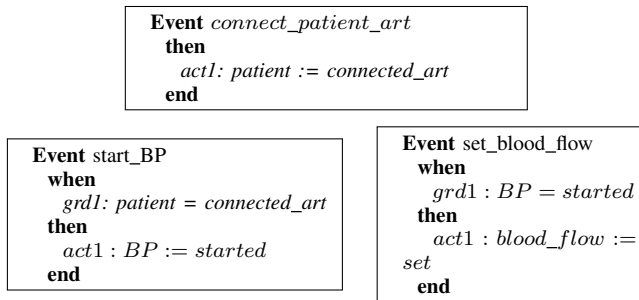 Event connect_patient_art
then
act1: patient := connected_art
end
Event start_BP
when
grd1: patient = connected_art
then
act1 : BP := started
end
Event set_blood_flow
when
grd1 : BP = started
then
act1 : blood_flow :=
set
end